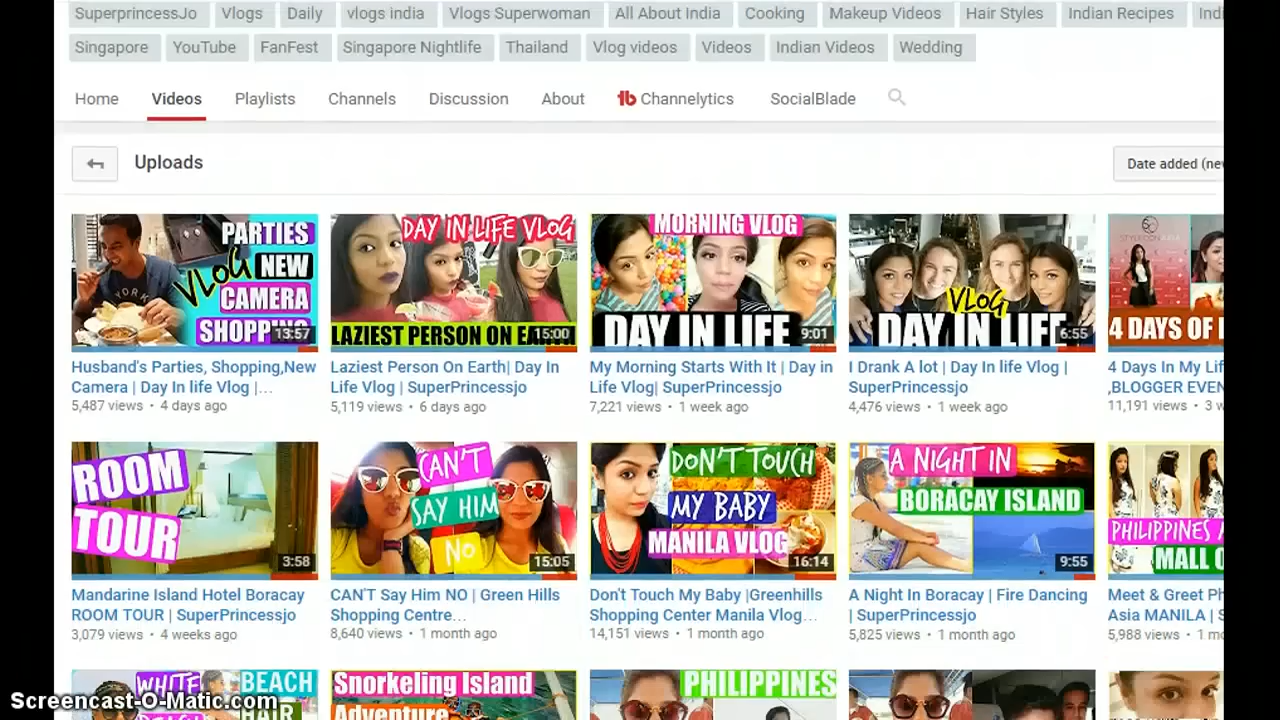 SuperprincessJo Vlogs Daily vlogs india Vlogs Superwoman All About India Cooking Makeup Videos Hair Styles Indian Recipes Indi
Singapore YouTube FanFest Singapore Nightlife Thailand Vlog videos Videos Indian Videos Wedding
Home Videos Playlists Channels Discussion About Channelytics SocialBlade
Uploads
Date added (new
PARTIES
VLOG NEW
CAMERA
SHOPPING
13:57
DAY IN LIFE VLOG
LAZIEST PERSON ON EA
15:00
MORNING VLOG
DAY IN LIFE
9:01
VLOG
DAY IN LIFE
6:55
STYLECONASIA
4 DAYS OF
Husband's Parties, Shopping,New
Camera | Day In life Vlog |...
5,487 views • 4 days ago
Laziest Person On Earth| Day In
Life Vlog | SuperPrincessjo
5,119 views • 6 days ago
My Morning Starts With It | Day in
Life Vlog| SuperPrincessjo
7,221 views • 1 week ago
I Drank A lot | Day In life Vlog |
SuperPrincessjo
4,476 views • 1 week ago
4 Days In My Lif
,BLOGGER EVEN
11,191 views • 3 w
ROOM
TOUR
3:58
CAN'T
SAY HIM
NO
15:05
DON'T TOUCH
MY BABY
MANILA VLOG
16:14
A NIGHT IN
BORACAY ISLAND
9:55
PHILIPPINES
MALL
Mandarine Island Hotel Boracay
ROOM TOUR | SuperPrincessjo
3,079 views • 4 weeks ago
CAN'T Say Him NO | Green Hills
Shopping Centre...
8,640 views • 1 month ago
Don't Touch My Baby |Greenhills
Shopping Center Manila Vlog...
14,151 views • 1 month ago
A Night In Boracay | Fire Dancing
| SuperPrincessjo
5,825 views • 1 month ago
Meet & Greet Ph
Asia MANILA | S
5,988 views • 1 mo
WHITE BEACH
HAIR
Snorkeling Island
Adventure
PHILIPPINES
Screencast-O-Matic.com